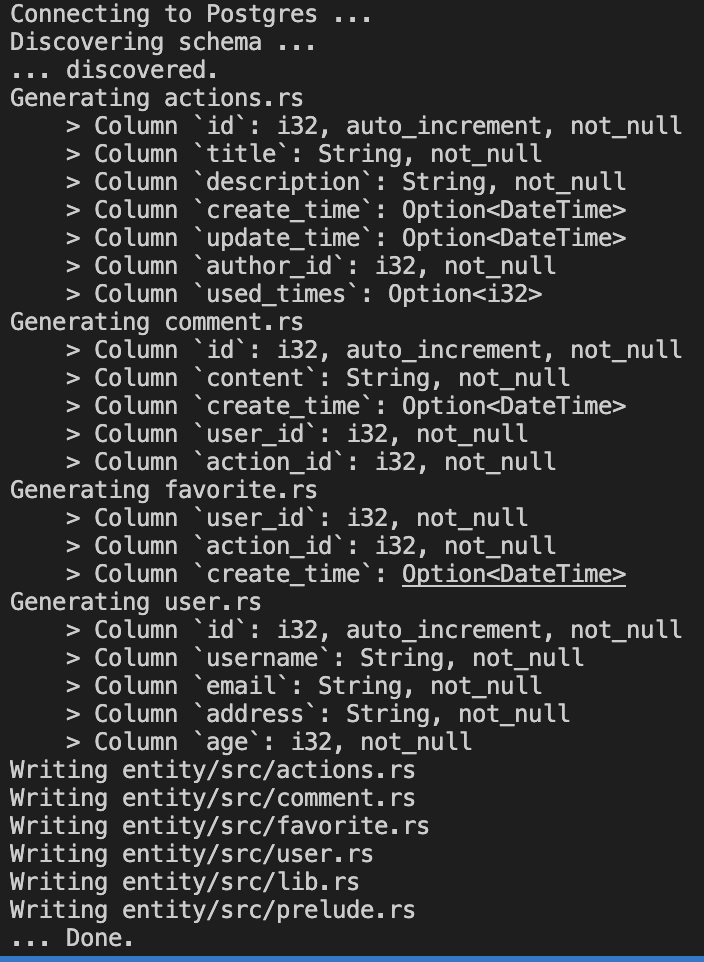 Connecting to Postgres ...
Discovering schema ...
... discovered.
Generating actions.rs
    > Column `id`: i32, auto_increment, not_null
    > Column `title`: String, not_null
    > Column `description`: String, not_null
    > Column `create_time`: Option<DateTime>
    > Column `update_time`: Option<DateTime>
    > Column `author_id`: i32, not_null
    > Column `used_times`: Option<i32>
Generating comment.rs
    > Column `id`: i32, auto_increment, not_null
    > Column `content`: String, not_null
    > Column `create_time`: Option<DateTime>
    > Column `user_id`: i32, not_null
    > Column `action_id`: i32, not_null
Generating favorite.rs
    > Column `user_id`: i32, not_null
    > Column `action_id`: i32, not_null
    > Column `create_time`: Option<DateTime>
Generating user.rs
    > Column `id`: i32, auto_increment, not_null
    > Column `username`: String, not_null
    > Column `email`: String, not_null
    > Column `address`: String, not_null
    > Column `age`: i32, not_null
Writing entity/src/actions.rs
Writing entity/src/comment.rs
Writing entity/src/favorite.rs
Writing entity/src/user.rs
Writing entity/src/lib.rs
Writing entity/src/prelude.rs
... Done.